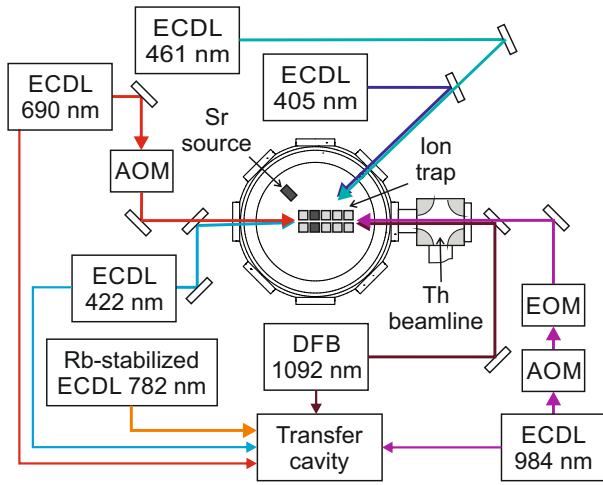 ECDL
461 nm
ECDL
690 nm
ECDL
405 nm
Sr
source
Ion
trap
AOM
ECDL
422 nm
Th
beamline
EOM
DFB
1092 nm
Rb-stabilized
ECDL 782 nm
AOM
Transfer
cavity
ECDL
984 nm